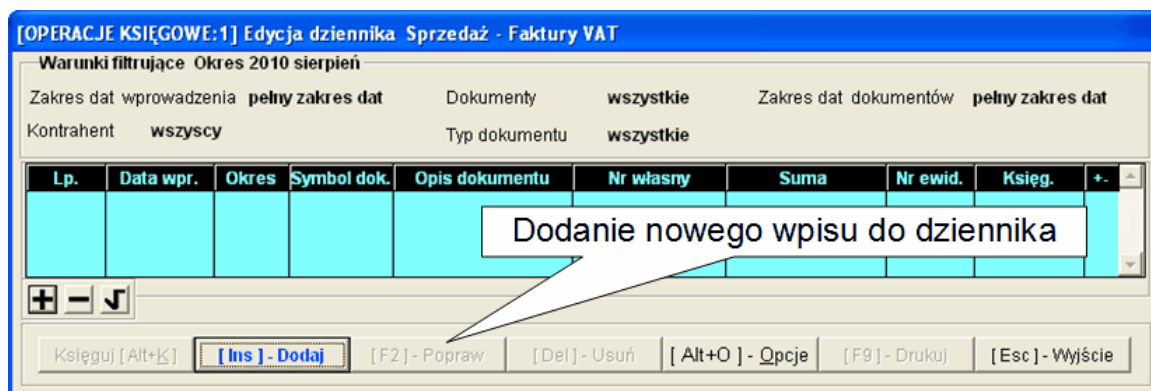 [OPERACJE KSIĘGOWE:1] Edycja dziennika Sprzedaż - Faktury VAT
Warunki filtrujące Okres 2010 sierpień
Zakres dat wprowadzenia pełny zakres dat Dokumenty wszystkie Zakres dat dokumentów pełny zakres dat
Kontrahent wszyscy Typ dokumentu wszystkie
Lp. Data wpr. Okres Symbol dok. Opis dokumentu Nr własny Suma Nr ewid. Księg. +-
Dodanie nowego wpisu do dziennika
Księguj [Alt+K] [ Ins ] - Dodaj [ F2 ] - Popraw [ Del ] - Usuń [ Alt+O ] - Opcje [ F9 ] - Drukuj [ Esc ] - Wyjście